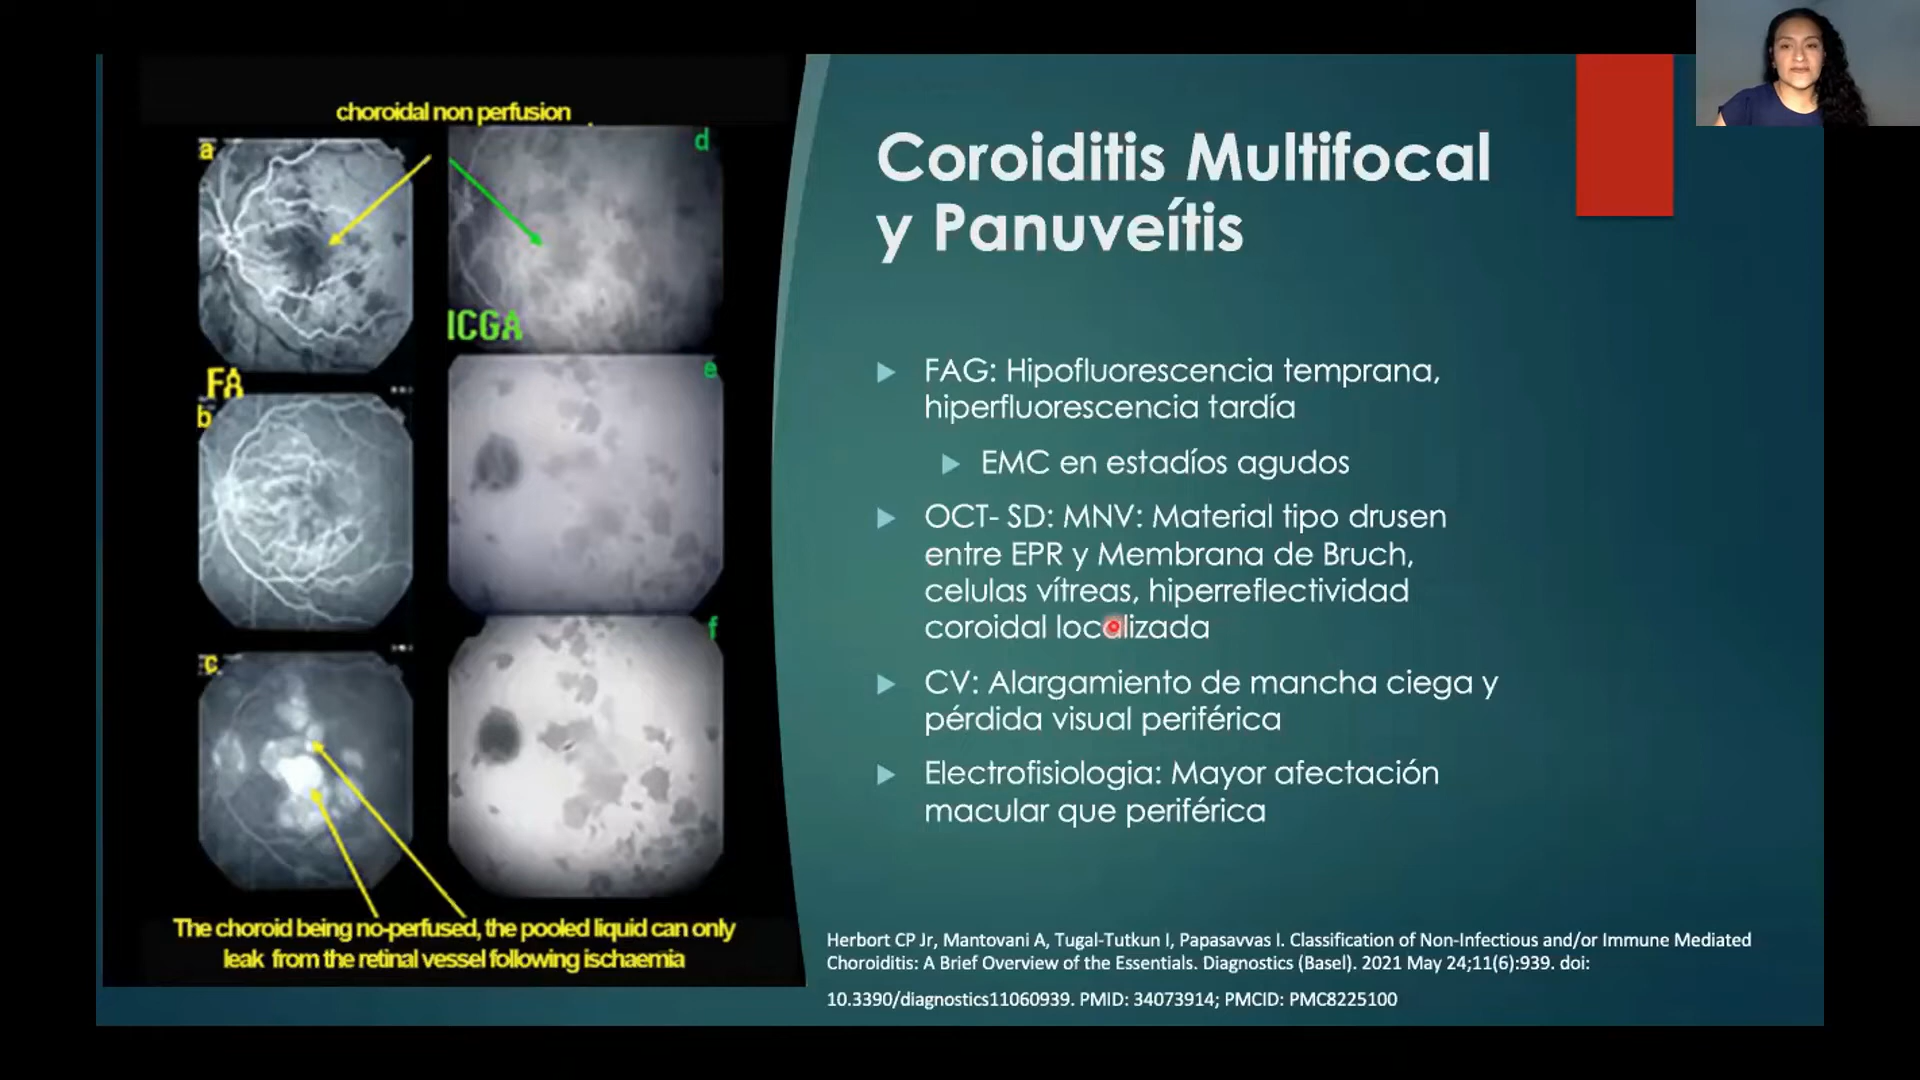 choroidal non perfusion
a
d
ICGA
FA
b
e
c
f
The choroid being no-perfused, the pooled liquid can only
leak from the retinal vessel following ischaemia
Coroiditis Multifocal
y Panuveítis
FAG: Hipofluorescencia temprana,
hiperfluorescencia tardía
EMC en estadíos agudos
OCT- SD: MNV: Material tipo drusen
entre EPR y Membrana de Bruch,
celulas vítreas, hiperreflectividad
coroidal localizada
CV: Alargamiento de mancha ciega y
pérdida visual periférica
Electrofisiologia: Mayor afectación
macular que periférica
Herbort CP Jr, Mantovani A, Tugal-Tutkun I, Papasavvas I. Classification of Non-Infectious and/or Immune Mediated
Choroiditis: A Brief Overview of the Essentials. Diagnostics (Basel). 2021 May 24;11(6):939. doi:
10.3390/diagnostics11060939. PMID: 34073914; PMCID: PMC8225100